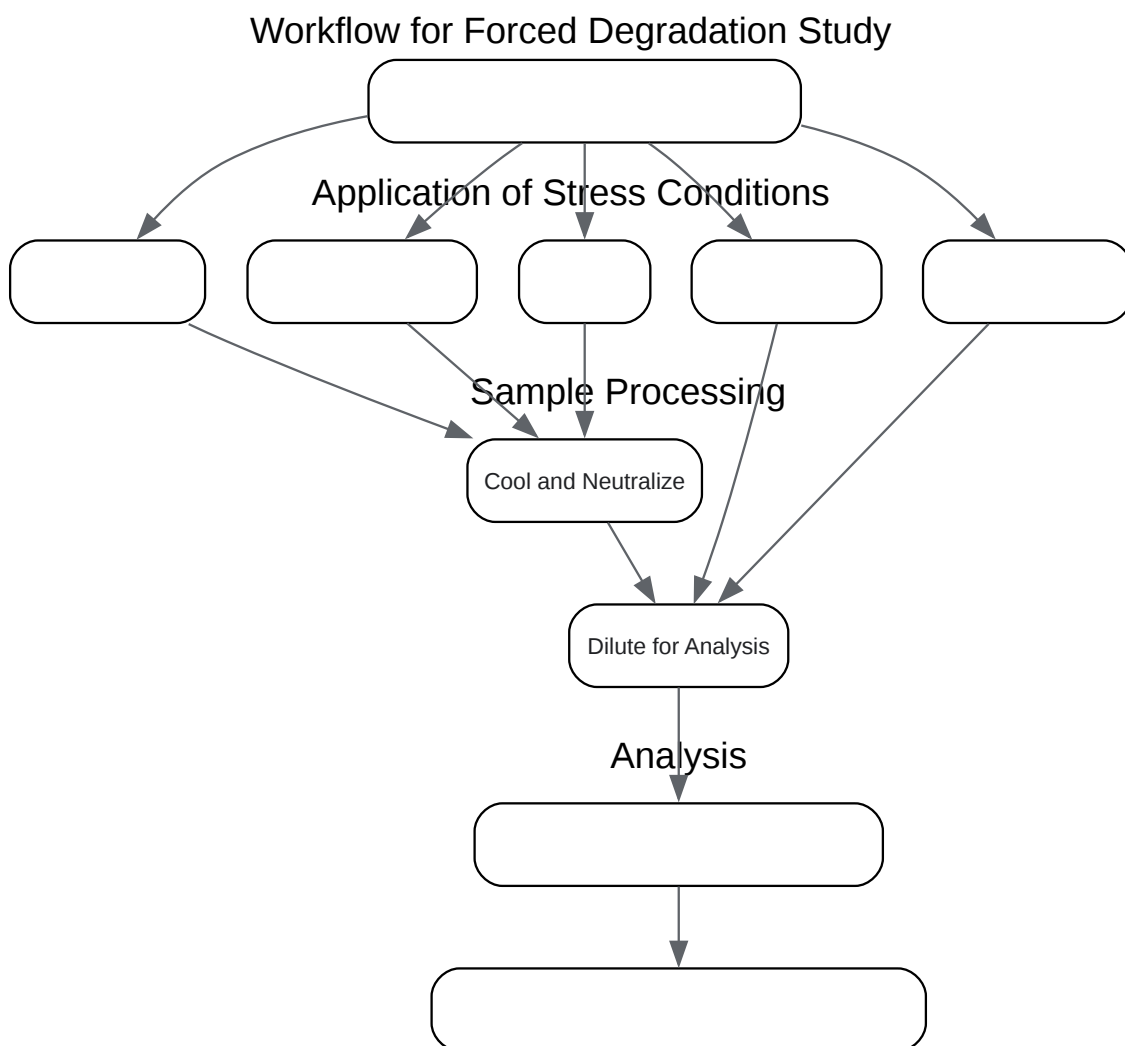 Workflow for Forced Degradation Study
Application of Stress Conditions
Sample Processing
Cool and Neutralize
Dilute for Analysis
Analysis